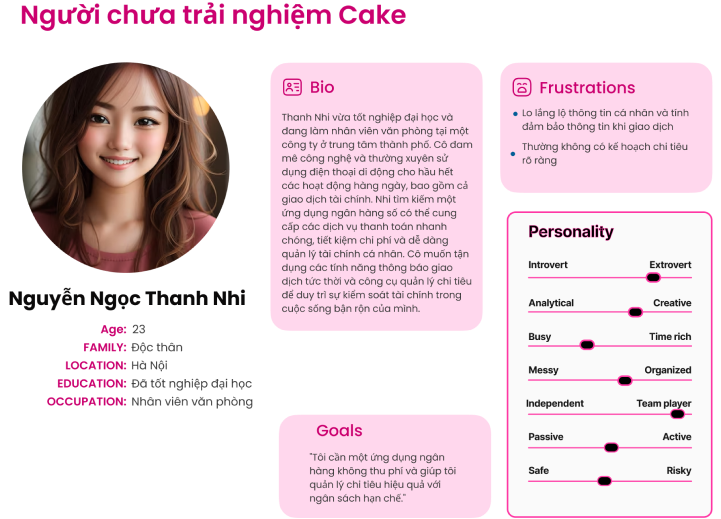 Người chưa trải nghiệm Cake
Nguyễn Ngọc Thanh Nhi
Age: 23
FAMILY: Độc thân
LOCATION: Hà Nội
EDUCATION: Đã tốt nghiệp đại học
OCCUPATION: Nhân viên văn phòng
Bio
Thanh Nhi vừa tốt nghiệp đại học và
đang làm nhân viên văn phòng tại một
công ty ở trung tâm thành phố. Cô đam
mê công nghệ và thường xuyên sử
dụng điện thoại di động cho hầu hết
các hoạt động hàng ngày, bao gồm cả
giao dịch tài chính. Nhi tìm kiếm một
ứng dụng ngân hàng số có thể cung
cấp các dịch vụ thanh toán nhanh
chóng, tiết kiệm chi phí và dễ dàng
quản lý tài chính cá nhân. Cô muốn tận
dụng các tính năng thông báo giao
dịch tức thời và công cụ quản lý chi tiêu
để duy trì sự kiểm soát tài chính trong
cuộc sống bận rộn của mình.
Goals
"Tôi cần một ứng dụng ngân
hàng không thu phí và giúp tôi
quản lý chi tiêu hiệu quả với
ngân sách hạn chế."
Frustrations
• Lo lắng lộ thông tin cá nhân và tính
đảm bảo thông tin khi giao dịch
• Thường không có kế hoạch chi tiêu
rõ ràng
Personality
Introvert Extrovert
Analytical Creative
Busy Time rich
Messy Organized
Independent Team player
Passive Active
Safe Risky